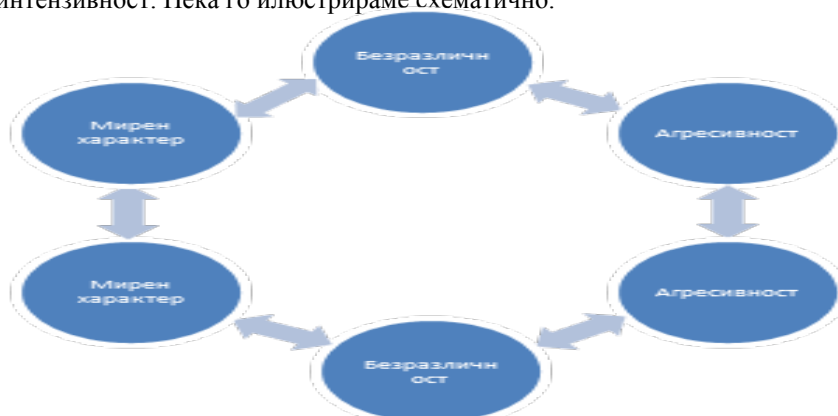 интензивност. Нека го илюстрираме схематично:
Безразличн
ост
Мирен
характер
Агресивност
Мирен
характер
Агресивност
Безразличн
ост